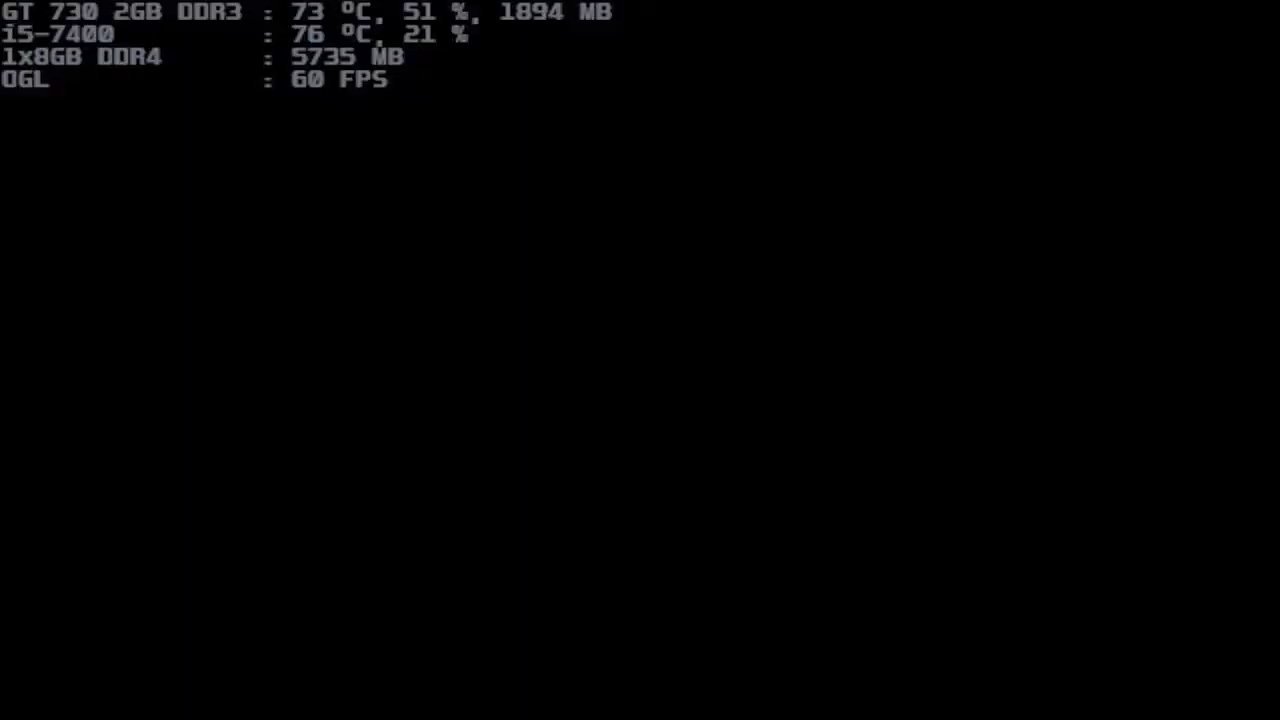 GT 730 2GB DDR3 : 73 ºC, 51 %, 1894 MB
i5-7400 : 76 ºC, 21 %
1x8GB DDR4 : 5735 MB
OGL : 60 FPS